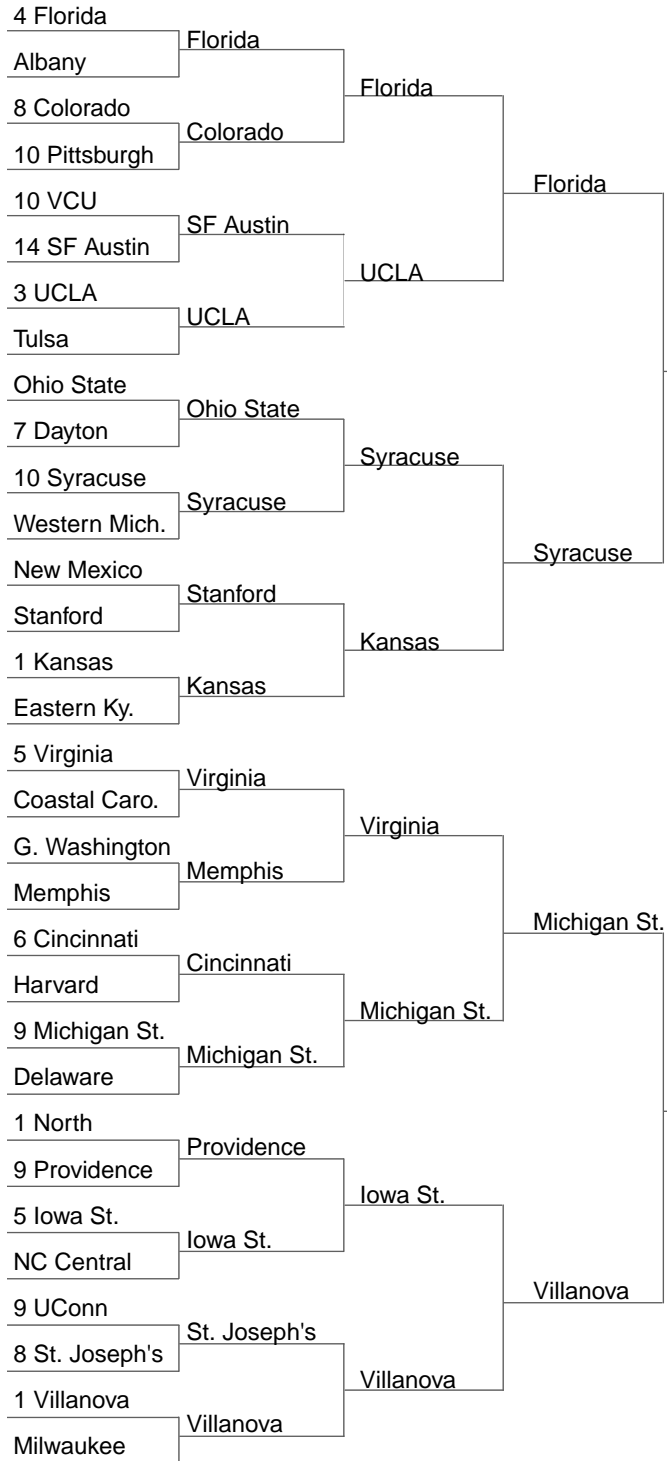 4 Florida
Albany
8 Colorado
10 Pittsburgh
10 VCU
14 SF Austin
3 UCLA
Tulsa
Ohio State
7 Dayton
10 Syracuse
Western Mich.
New Mexico
Stanford
1 Kansas
Eastern Ky.
5 Virginia
Coastal Caro.
G. Washington
Memphis
6 Cincinnati
Harvard
9 Michigan St.
Delaware
1 North
9 Providence
5 Iowa St.
NC Central
9 UConn
8 St. Joseph's
1 Villanova
Milwaukee
Florida
Colorado
SF Austin
UCLA
Ohio State
Syracuse
Stanford
Kansas
Virginia
Memphis
Cincinnati
Michigan St.
Providence
Iowa St.
St. Joseph's
Villanova
Florida
UCLA
Syracuse
Kansas
Virginia
Michigan St.
Iowa St.
Villanova
Florida
Syracuse
Michigan St.
Villanova